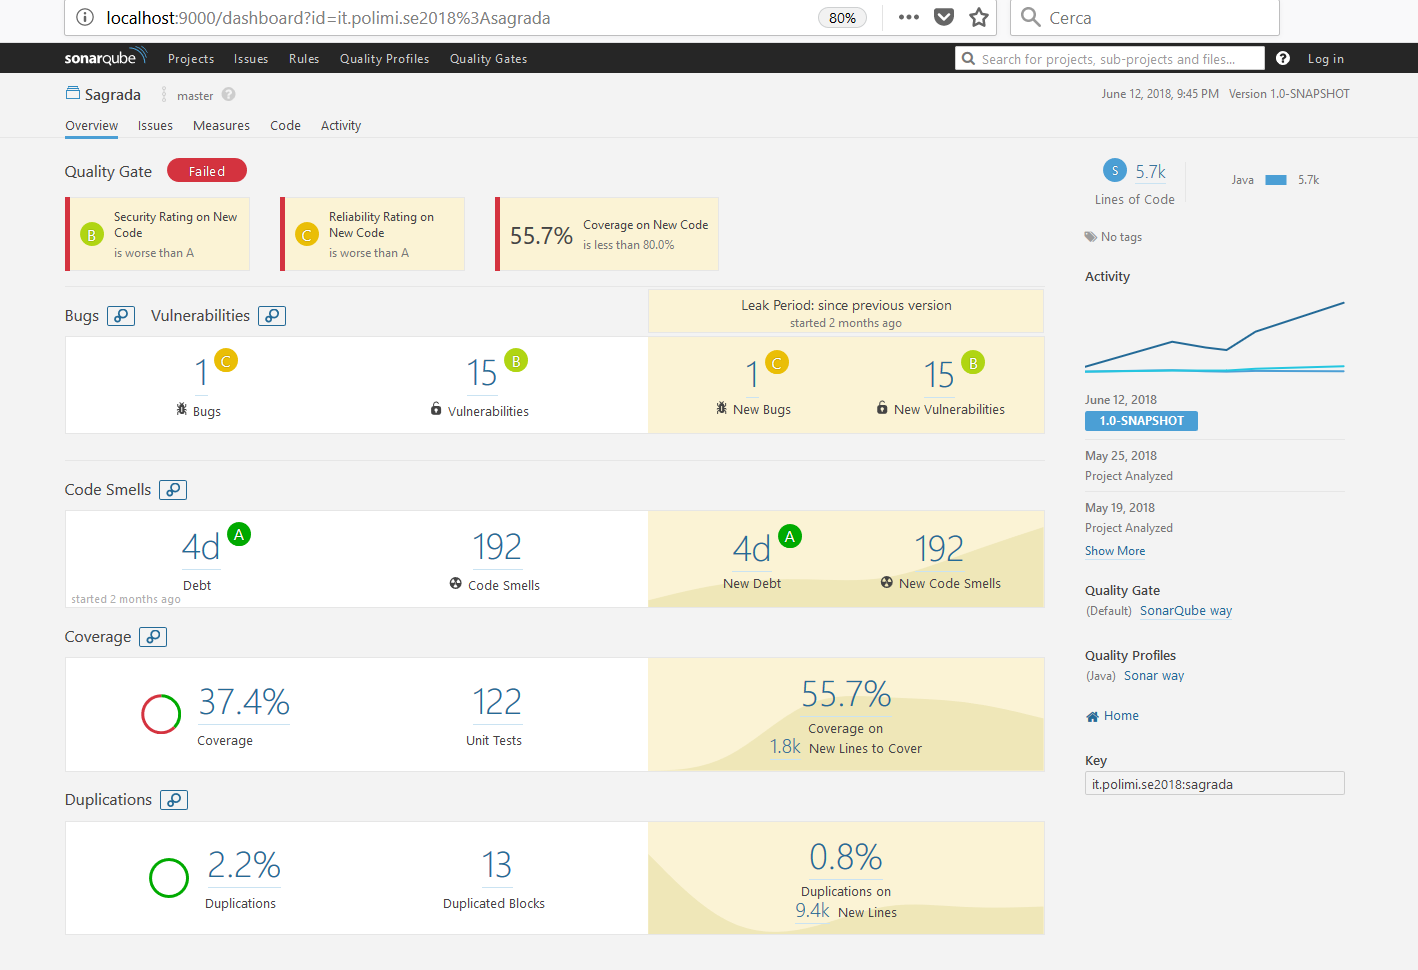 localhost:9000/dashboard?id=it.polimi.se2018%3Asagrada
80%
Cerca
sonarqube
Projects Issues Rules Quality Profiles Quality Gates
Search for projects, sub-projects and files...
Log in
Sagrada
master
June 12, 2018, 9:45 PM Version 1.0-SNAPSHOT
Overview Issues Measures Code Activity
Quality Gate Failed
B Security Rating on New Code
is worse than A
C Reliability Rating on New Code
is worse than A
55.7% Coverage on New Code
is less than 80.0%
Bugs Vulnerabilities
Leak Period: since previous version
started 2 months ago
1 C
Bugs
15 B
Vulnerabilities
1 C
New Bugs
15 B
New Vulnerabilities
Code Smells
4d A
Debt
started 2 months ago
192
Code Smells
4d A
New Debt
192
New Code Smells
Coverage
37.4%
Coverage
122
Unit Tests
55.7%
Coverage on
1.8k New Lines to Cover
Duplications
2.2%
Duplications
13
Duplicated Blocks
0.8%
Duplications on
9.4k New Lines
S 5.7k
Lines of Code
Java 5.7k
No tags
Activity
June 12, 2018
1.0-SNAPSHOT
May 25, 2018
Project Analyzed
May 19, 2018
Project Analyzed
Show More
Quality Gate
(Default) SonarQube way
Quality Profiles
(Java) Sonar way
Home
Key
it.polimi.se2018:sagrada